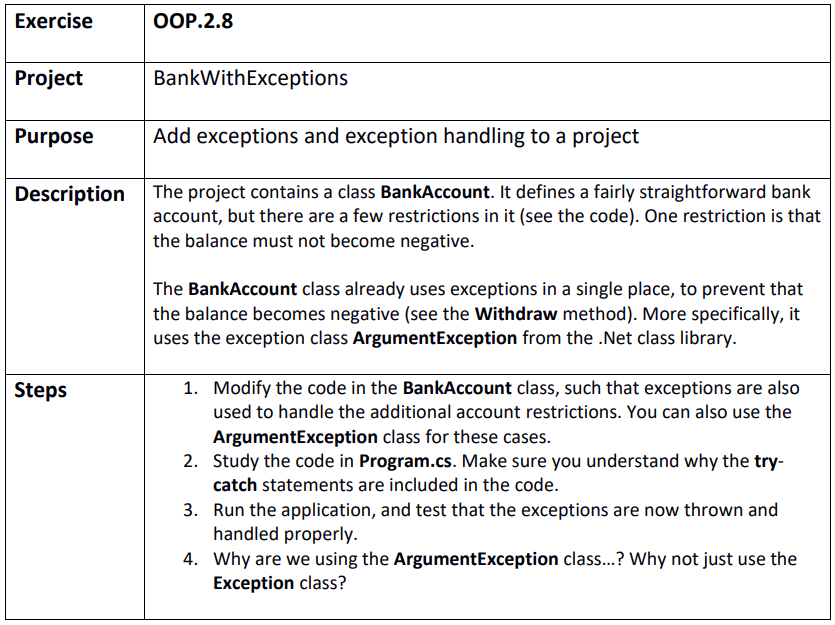 Exercise OOP.2.8
Project BankWithExceptions
Purpose Add exceptions and exception handling to a project
Description The project contains a class BankAccount. It defines a fairly straightforward bank
account, but there are a few restrictions in it (see the code). One restriction is that
the balance must not become negative.
The BankAccount class already uses exceptions in a single place, to prevent that
the balance becomes negative (see the Withdraw method). More specifically, it
uses the exception class ArgumentException from the .Net class library.
Steps 1. Modify the code in the BankAccount class, such that exceptions are also
used to handle the additional account restrictions. You can also use the
ArgumentException class for these cases.
2. Study the code in Program.cs. Make sure you understand why the try-
catch statements are included in the code.
3. Run the application, and test that the exceptions are now thrown and
handled properly.
4. Why are we using the ArgumentException class…? Why not just use the
Exception class?